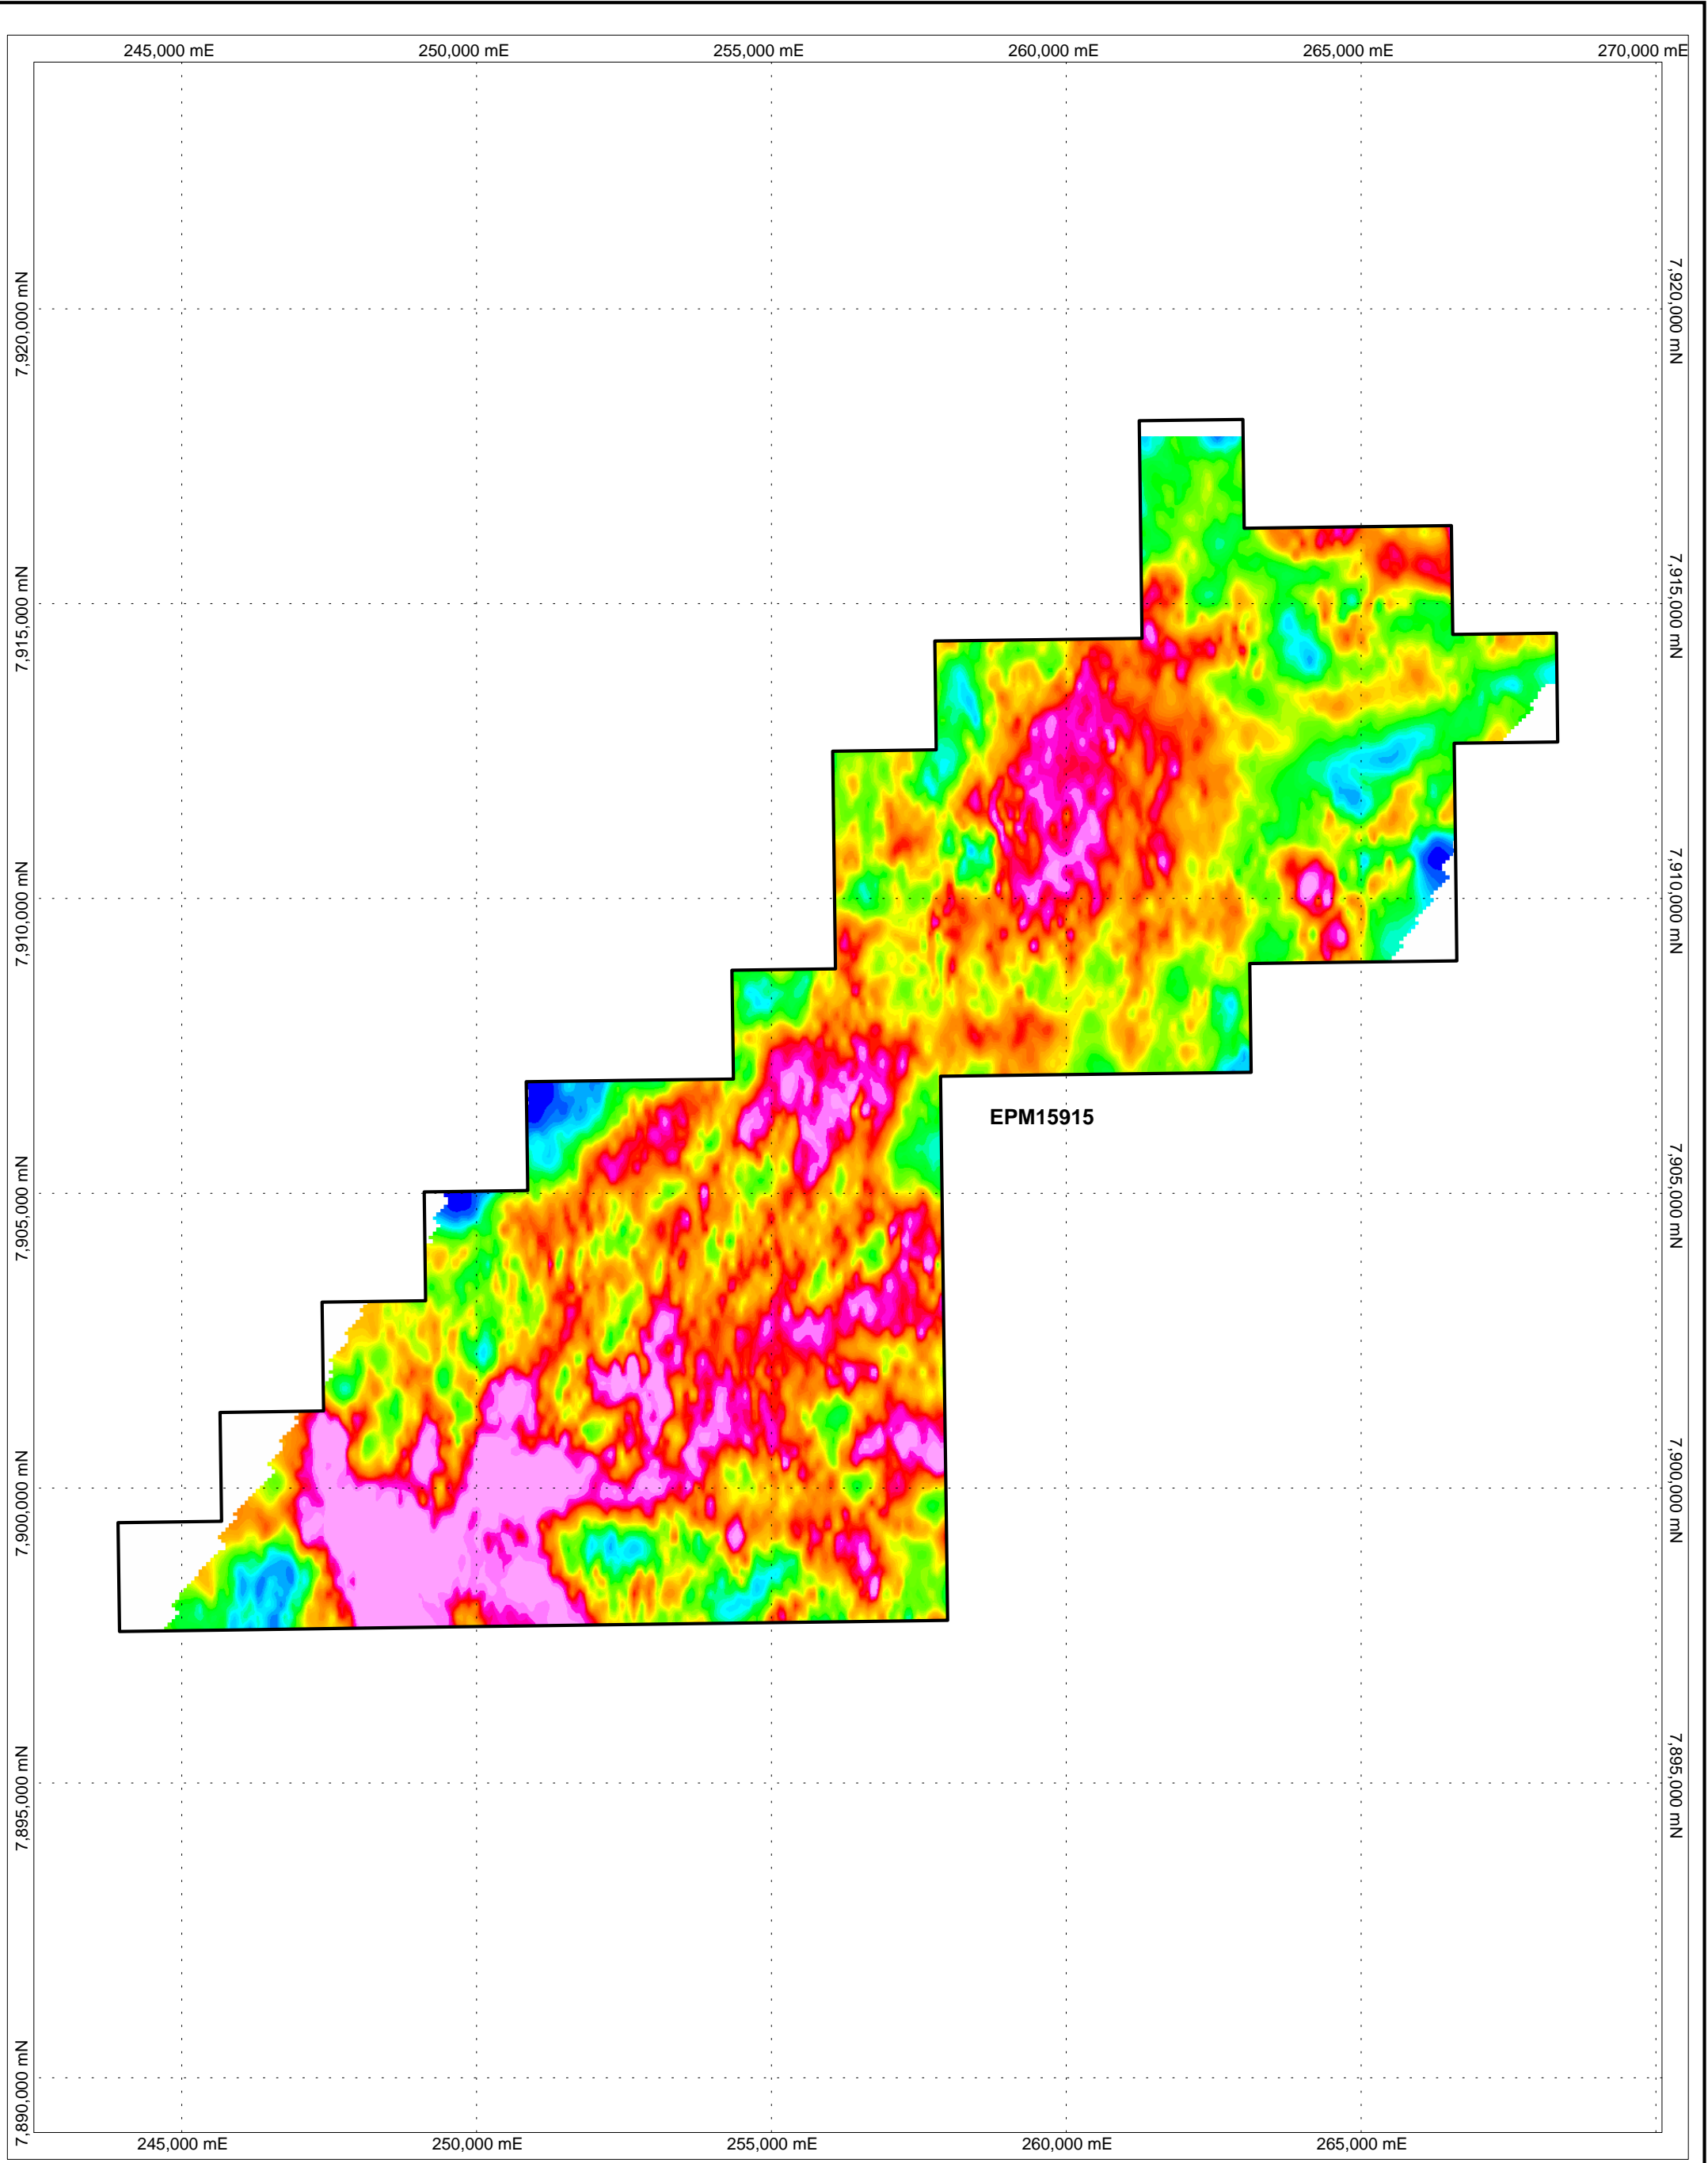 245,000 mE
250,000 mE
255,000 mE
260,000 mE
265,000 mE
270,000 mE
7,920,000 mN
7,920,000 mN
7,915,000 mN
7,915,000 mN
7,910,000 mN
7,910,000 mN
EPM15915
7,905,000 mN
7,905,000 mN
7,900,000 mN
7,900,000 mN
7,895,000 mN
7,895,000 mN
7,890,000 mN
245,000 mE
250,000 mE
255,000 mE
260,000 mE
265,000 mE